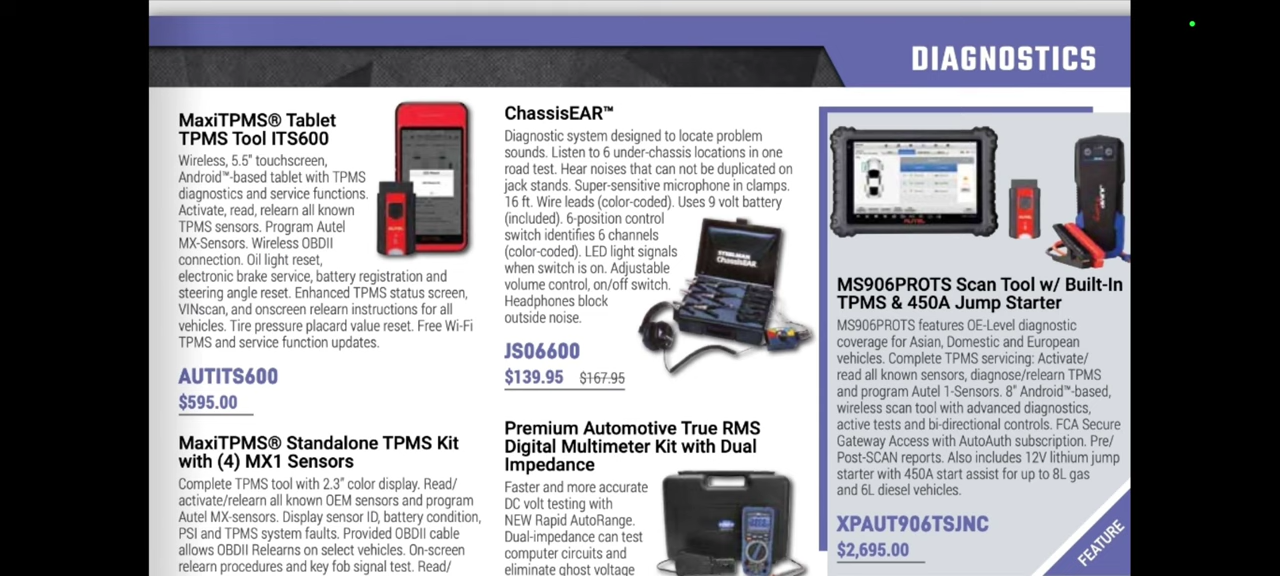 DIAGNOSTICS
MaxiTPMS® Tablet
TPMS Tool ITS600
Wireless, 5.5" touchscreen,
Android™-based tablet with TPMS
diagnostics and service functions.
Activate, read, relearn all known
TPMS sensors. Program Autel
MX-Sensors. Wireless OBDII
connection. Oil light reset,
electronic brake service, battery registration and
steering angle reset. Enhanced TPMS status screen,
VINscan, and onscreen relearn instructions for all
vehicles. Tire pressure placard value reset. Free Wi-Fi
TPMS and service function updates.
AUTITS600
$595.00
MaxiTPMS® Standalone TPMS Kit
with (4) MX1 Sensors
Complete TPMS tool with 2.3" color display. Read/
activate/relearn all known OEM sensors and program
Autel MX-sensors. Display sensor ID, battery condition,
PSI and TPMS system faults. Provided OBDII cable
allows OBDII Relearns on select vehicles. On-screen
relearn procedures and key fob signal test. Read/
ChassisEAR™
Diagnostic system designed to locate problem
sounds. Listen to 6 under-chassis locations in one
road test. Hear noises that can not be duplicated on
jack stands. Super-sensitive microphone in clamps.
16 ft. Wire leads (color-coded). Uses 9 volt battery
(included). 6-position control
switch identifies 6 channels
(color-coded). LED light signals
when switch is on. Adjustable
volume control, on/off switch.
Headphones block
outside noise.
STEELMAN
ChassisEAR
JS06600
$139.95 $167.95
Premium Automotive True RMS
Digital Multimeter Kit with Dual
Impedance
Faster and more accurate
DC volt testing with
NEW Rapid AutoRange.
Dual-impedance can test
computer circuits and
eliminate ghost voltage
AUTEL
MS906PROTS Scan Tool w/ Built-In
TPMS & 450A Jump Starter
MS906PROTS features OE-Level diagnostic
coverage for Asian, Domestic and European
vehicles. Complete TPMS servicing: Activate/
read all known sensors, diagnose/relearn TPMS
and program Autel 1-Sensors. 8" Android™-based,
wireless scan tool with advanced diagnostics,
active tests and bi-directional controls. FCA Secure
Gateway Access with AutoAuth subscription. Pre/
Post-SCAN reports. Also includes 12V lithium jump
starter with 450A start assist for up to 8L gas
and 6L diesel vehicles.
XPAUT906TSJNC
$2,695.00
FEATURE